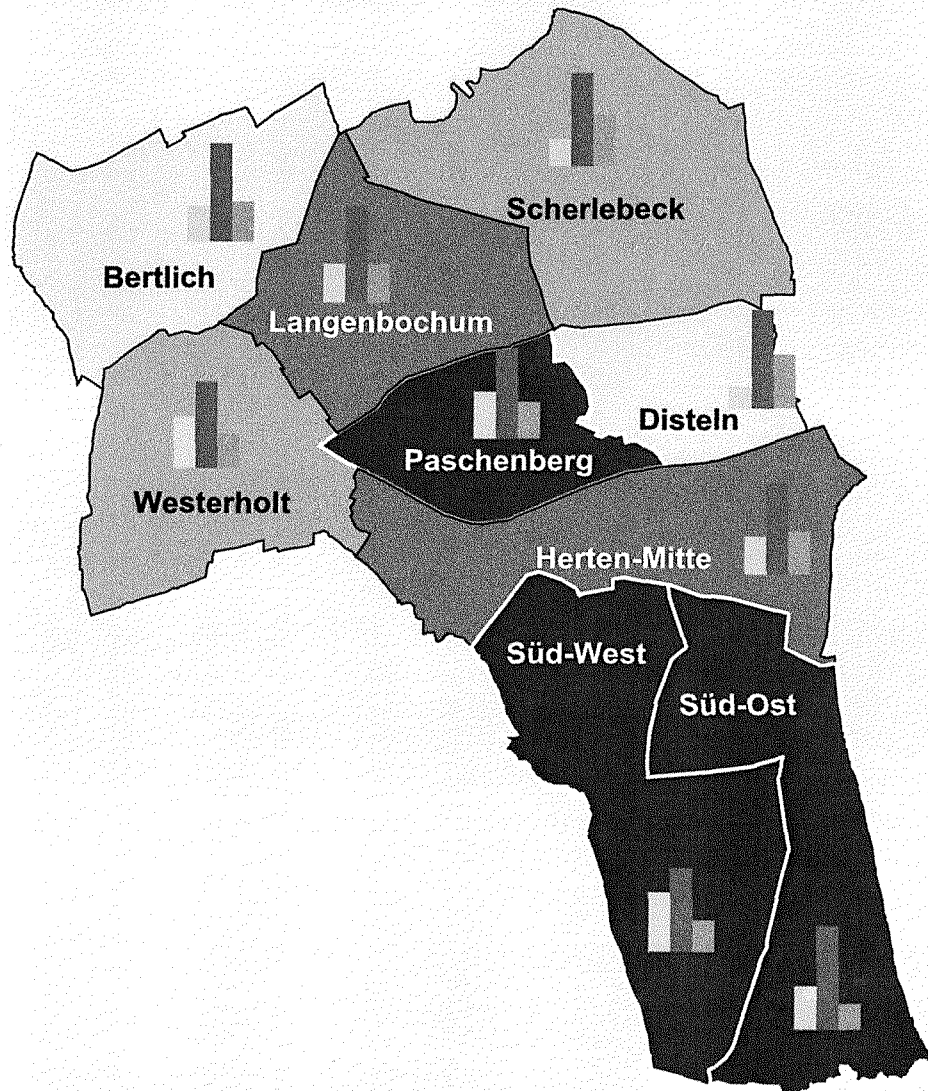 Scherlebeck
Bertlich
Langenbochum
Disteln
Paschenberg
Westerholt
Herten-Mitte
Süd-West
Süd-Ost